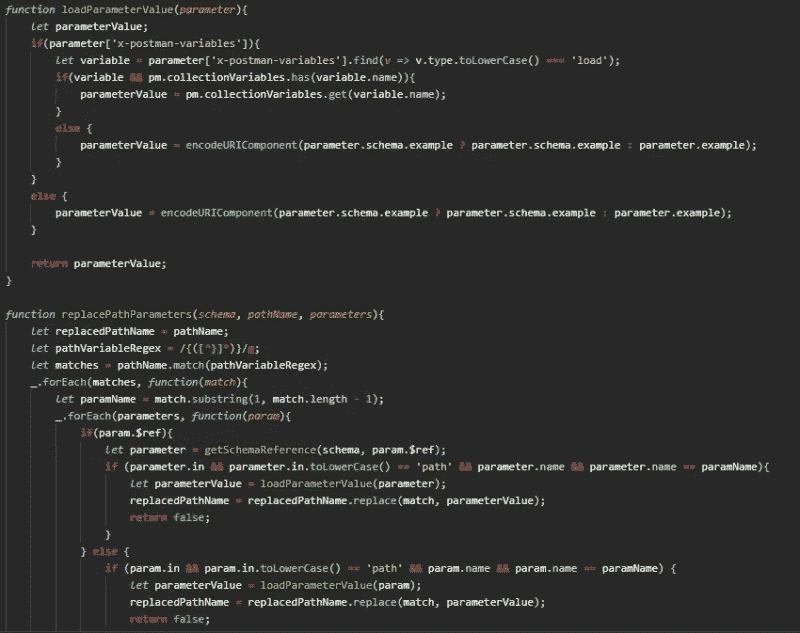 function loadParameterValue(parameter){
    let parameterValue;
    if(parameter['x-postman-variables']){
        let variable = parameter['x-postman-variables'].find(v => v.type.toLowerCase() === 'load');
        if(variable && pm.collectionVariables.has(variable.name)){
            parameterValue = pm.collectionVariables.get(variable.name);
        }
        else {
            parameterValue = encodeURIComponent(parameter.schema.example ? parameter.schema.example : parameter.example);
        }
    }
    else {
        parameterValue = encodeURIComponent(parameter.schema.example ? parameter.schema.example : parameter.example);
    }

    return parameterValue;
}

function replacePathParameters(schema, pathName, parameters){
    let replacedPathName = pathName;
    let pathVariableRegex = /{([^}]*)}/g;
    let matches = pathName.match(pathVariableRegex);
    _.forEach(matches, function(match){
        let paramName = match.substring(1, match.length - 1);
        _.forEach(parameters, function(param){
            if(param.$ref){
                let parameter = getSchemaReference(schema, param.$ref);
                if (parameter.in && parameter.in.toLowerCase() == 'path' && parameter.name && parameter.name == paramName){
                    let parameterValue = loadParameterValue(parameter);
                    replacedPathName = replacedPathName.replace(match, parameterValue);
                    return false;
                }
            } else {
                if (param.in && param.in.toLowerCase() == 'path' && param.name && param.name == paramName) {
                    let parameterValue = loadParameterValue(param);
                    replacedPathName = replacedPathName.replace(match, parameterValue);
                    return false;